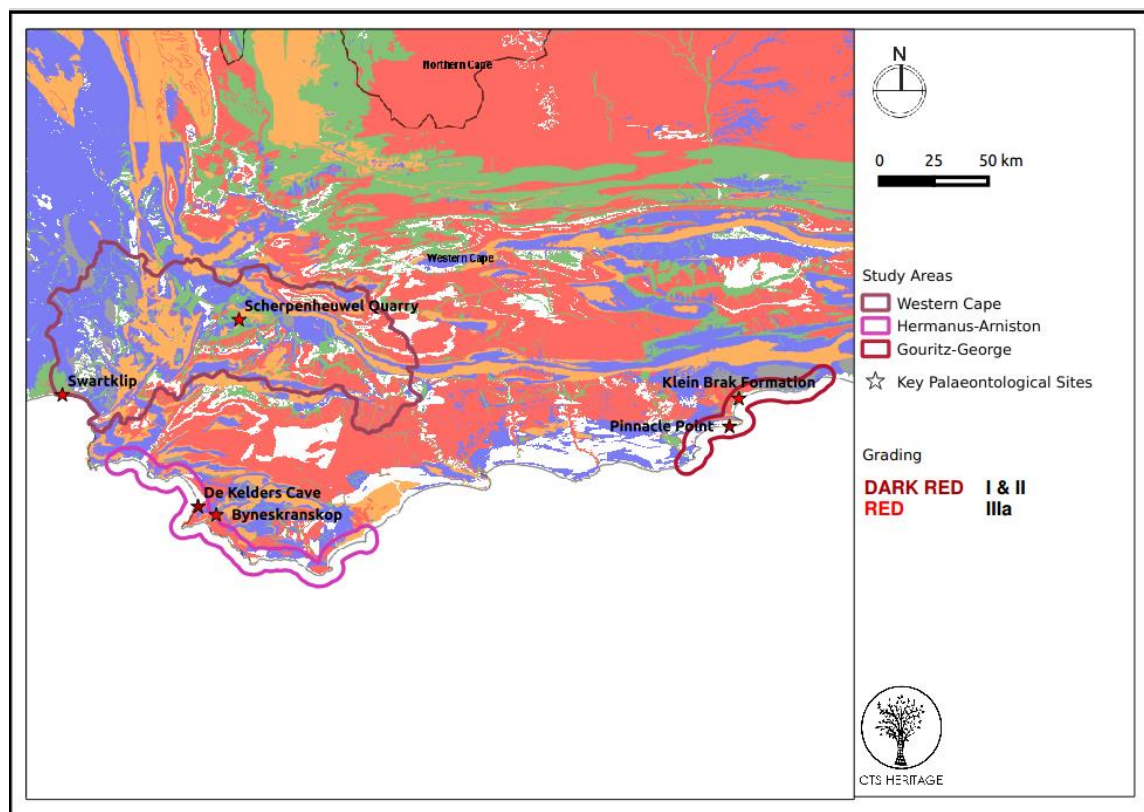 Northern Cape
Western Cape
Scherpenheuwel Quarry
Swartklip
Klein Brak Formation
Pinnacle Point
De Kelders Cave
Byneskranskop
N
0 25 50 km
Study Areas
Western Cape
Hermanus-Arniston
Gouritz-George
Key Palaeontological Sites
Grading
DARK RED I & II
RED IIIa
CTS HERITAGE